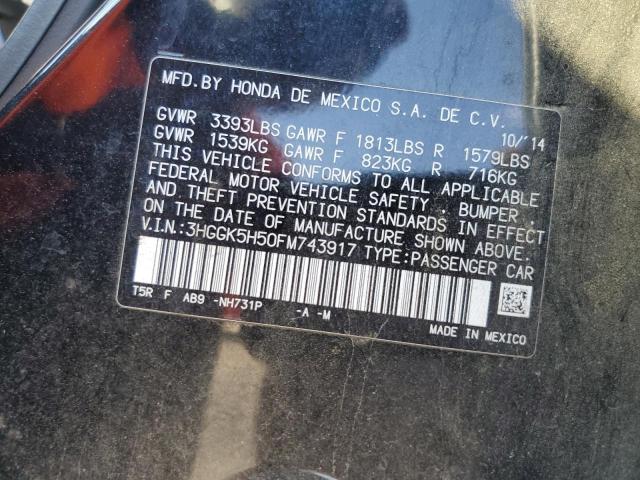 MFD.BY HONDA DE MEXICO S.A. DE C.V.
10/'14
GVWR 3393LBS GAWR F 1813LBS R 1579LBS
GVWR 1539KG GAWR F 823KG R 716KG
THIS VEHICLE CONFORMS TO ALL APPLICABLE
FEDERAL MOTOR VEHICLE SAFETY , BUMPER ,
AND THEFT PREVENTION STANDARDS IN EFFECT
ON THE DATE OF MANUFACTURE SHOWN ABOVE.
V.I.N:3HGGK5H50FM743917 TYPE:PASSENGER CAR
T5R F AB9 -NH731P -A -M
MADE IN MEXICO